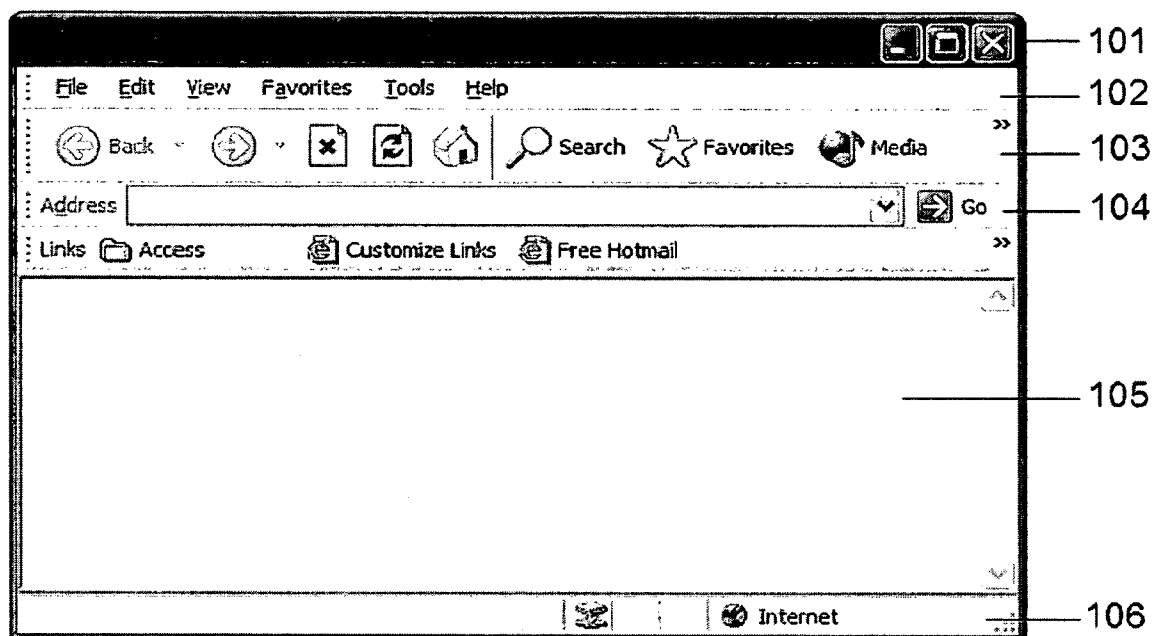 101
File Edit View Favorites Tools Help 102
Back Search Favorites Media » 103
Address Go 104
Links Access Customize Links Free Hotmail »
105
Internet 106